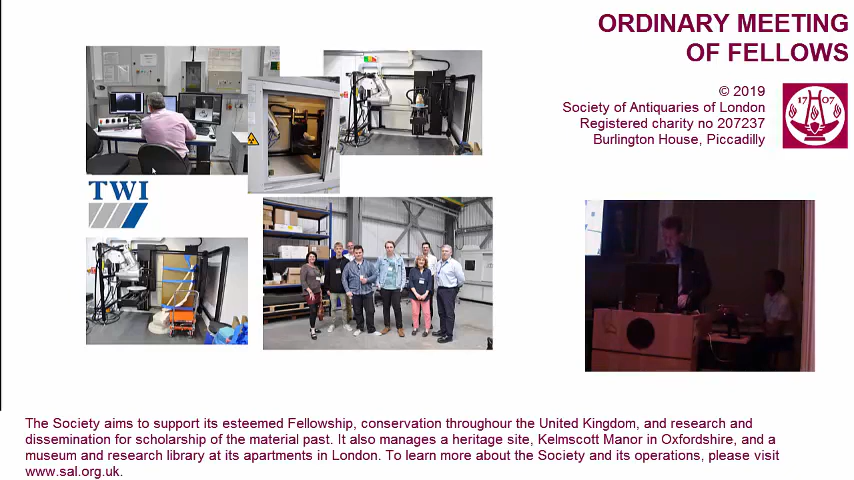 ORDINARY MEETING
OF FELLOWS
© 2019
Society of Antiquaries of London
Registered charity no 207237
Burlington House, Piccadilly
17 07
TWI
The Society aims to support its esteemed Fellowship, conservation throughour the United Kingdom, and research and
dissemination for scholarship of the material past. It also manages a heritage site, Kelmscott Manor in Oxfordshire, and a
museum and research library at its apartments in London. To learn more about the Society and its operations, please visit
www.sal.org.uk.